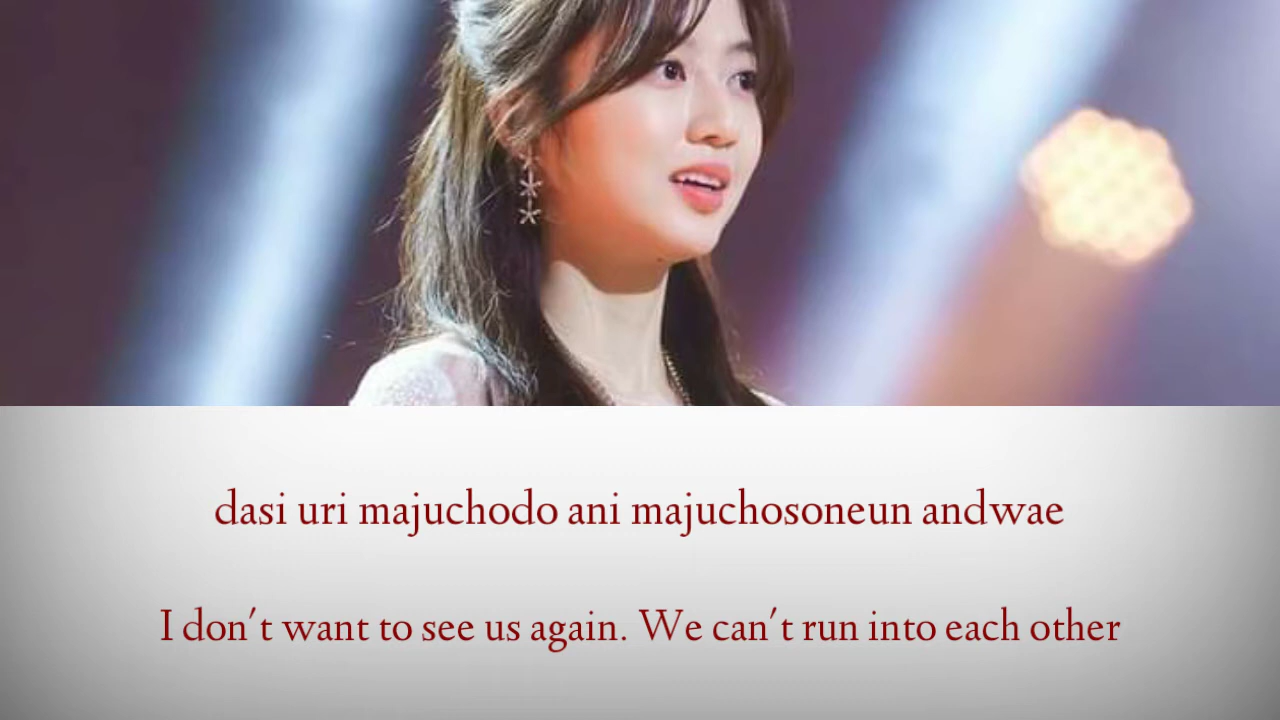 dasi uri majuchodo ani majuchosoneun andwae
I don't want to see us again. We can't run into each other